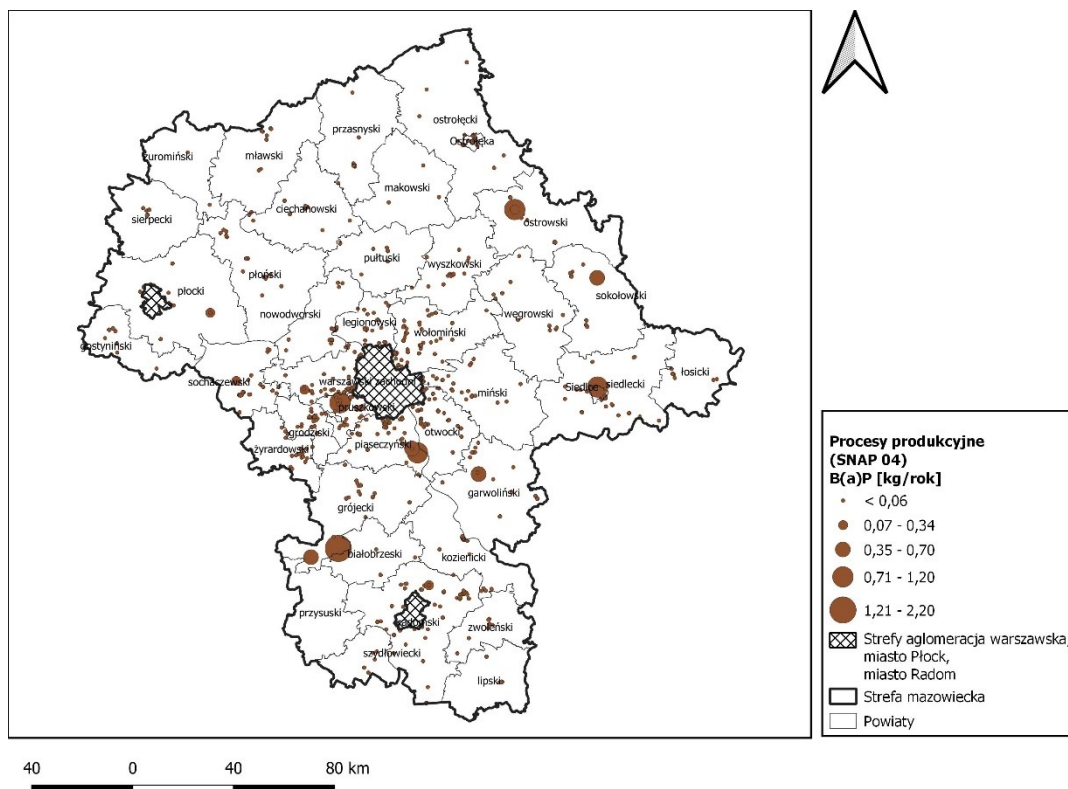 ostrołęcki
przasnyski
Ostrołęka
żuromiński
mławski
makowski
ciechanowski
sierpecki
ostrowski
pułtuski
wyszkowski
płoński
sokołowski
płocki
nowodworski
legionowski
węgrowski
wołomiński
gostyniński
łosicki
sochaczewski
warszawski zachodni
Siedlce
siedlecki
miński
pruszkowski
grodziski
otwocki
żyrardowski
piaseczyński
garwoliński
grójecki
białobrzeski
kozienicki
przysuski
radomski
zwoleński
szydłowiecki
lipski
Procesy produkcyjne
(SNAP 04)
B(a)P [kg/rok]
< 0,06
0,07 - 0,34
0,35 - 0,70
0,71 - 1,20
1,21 - 2,20
Strefy aglomeracja warszawska,
miasto Płock,
miasto Radom
Strefa mazowiecka
Powiaty
40 0 40 80 km